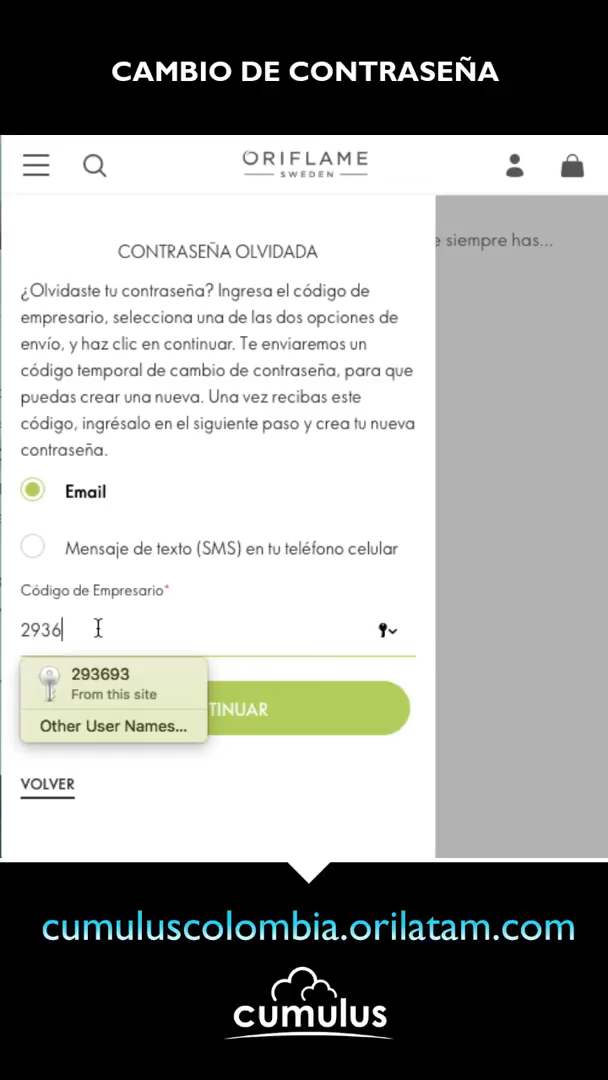 CAMBIO DE CONTRASEÑA
ORIFLAME
SWEDEN
e siempre has...
CONTRASEÑA OLVIDADA
¿Olvidaste tu contraseña? Ingresa el código de
empresario, selecciona una de las dos opciones de
envío, y haz clic en continuar. Te enviaremos un
código temporal de cambio de contraseña, para que
puedas crear una nueva. Una vez recibas este
código, ingrésalo en el siguiente paso y crea tu nueva
contraseña.
Email
Mensaje de texto (SMS) en tu teléfono celular
Código de Empresario*
2936
293693
From this site
Other User Names...
TINUAR
VOLVER
cumuluscolombia.orilatam.com
cumulus